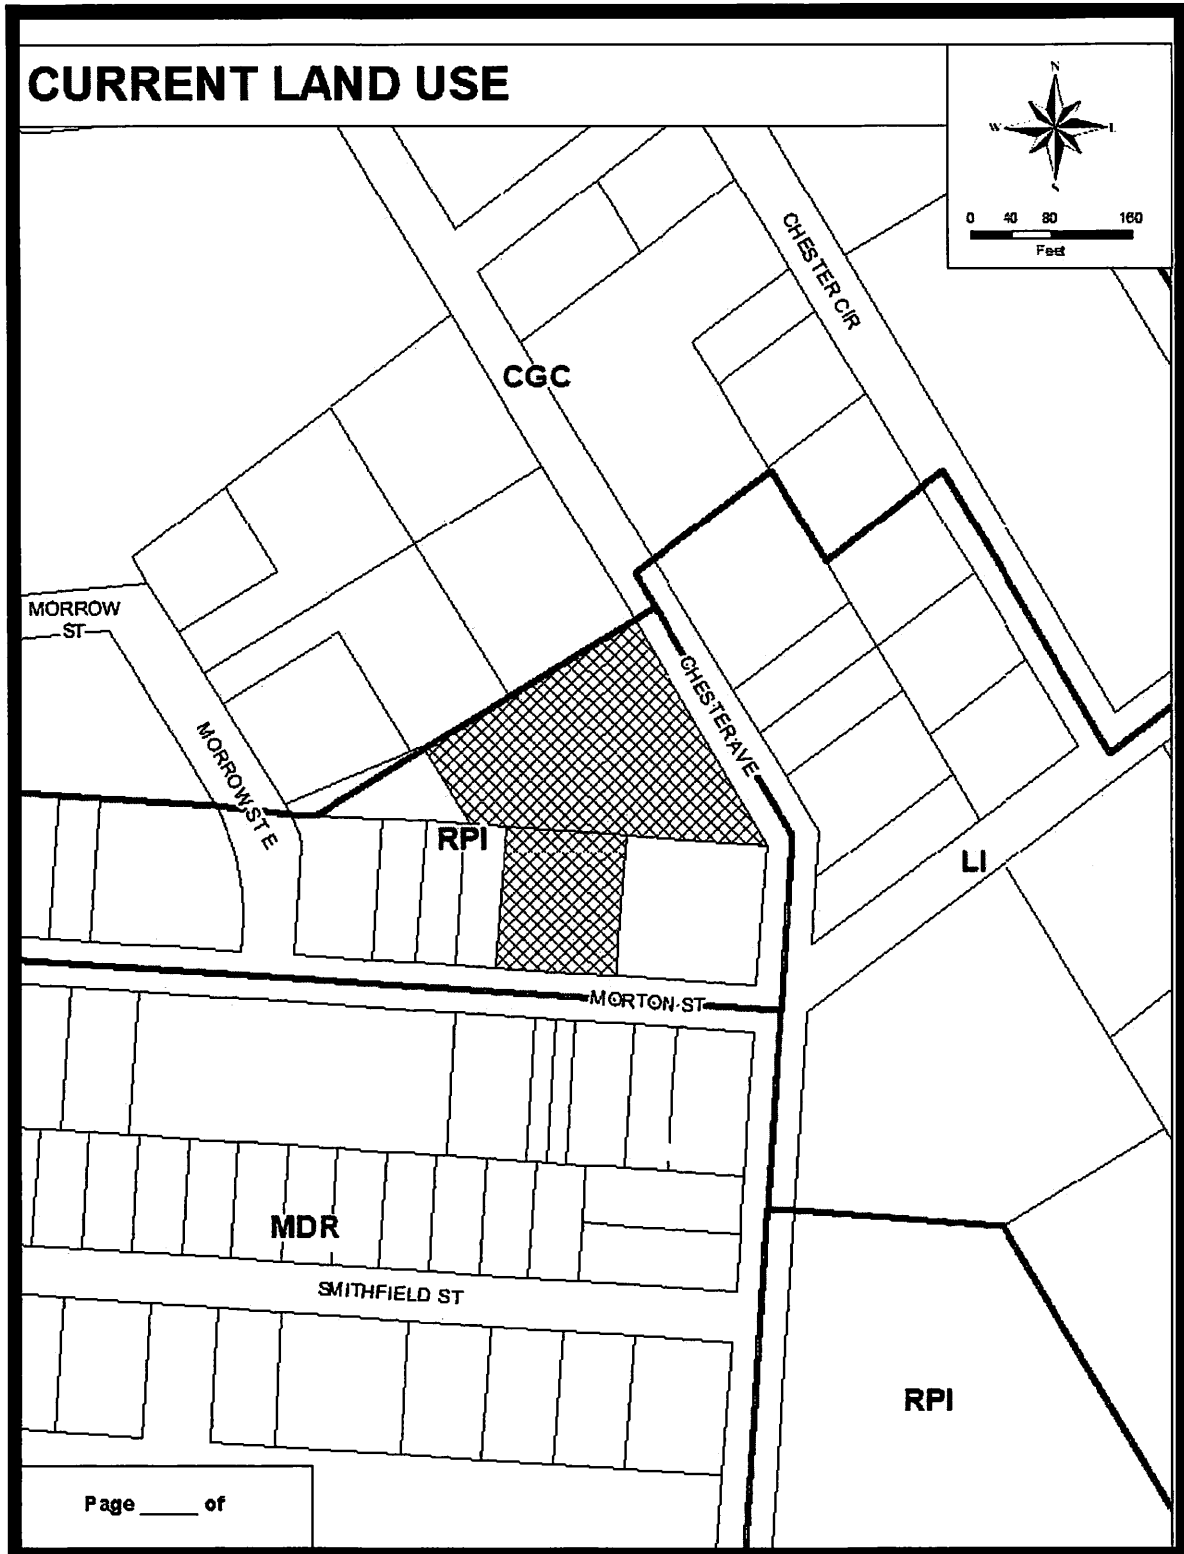 CURRENT LAND USE
N
W
S
0 40 80 160
Feet
CHESTER CIR
CGC
MORROW
ST
CHESTER AVE
MORROW ST E
RPI
LI
MORTON ST
MDR
SMITHFIELD ST
RPI
Page _____ of